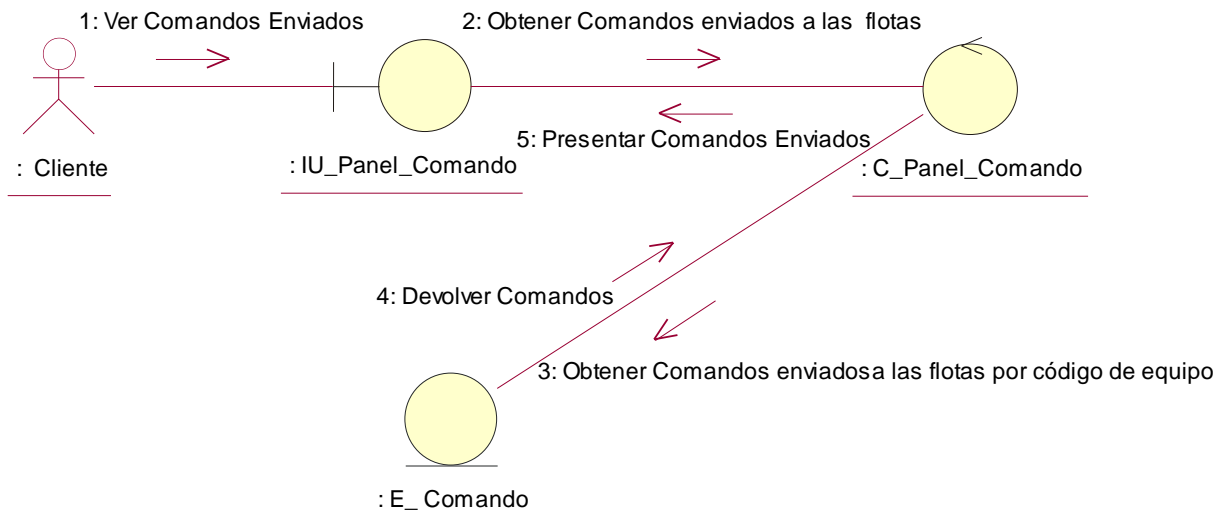 1: Ver Comandos Enviados
2: Obtener Comandos enviados a las flotas
5: Presentar Comandos Enviados
: Cliente
: IU_Panel_Comando
: C_Panel_Comando
4: Devolver Comandos
3: Obtener Comandos enviadosa las flotas por código de equipo
: E_ Comando